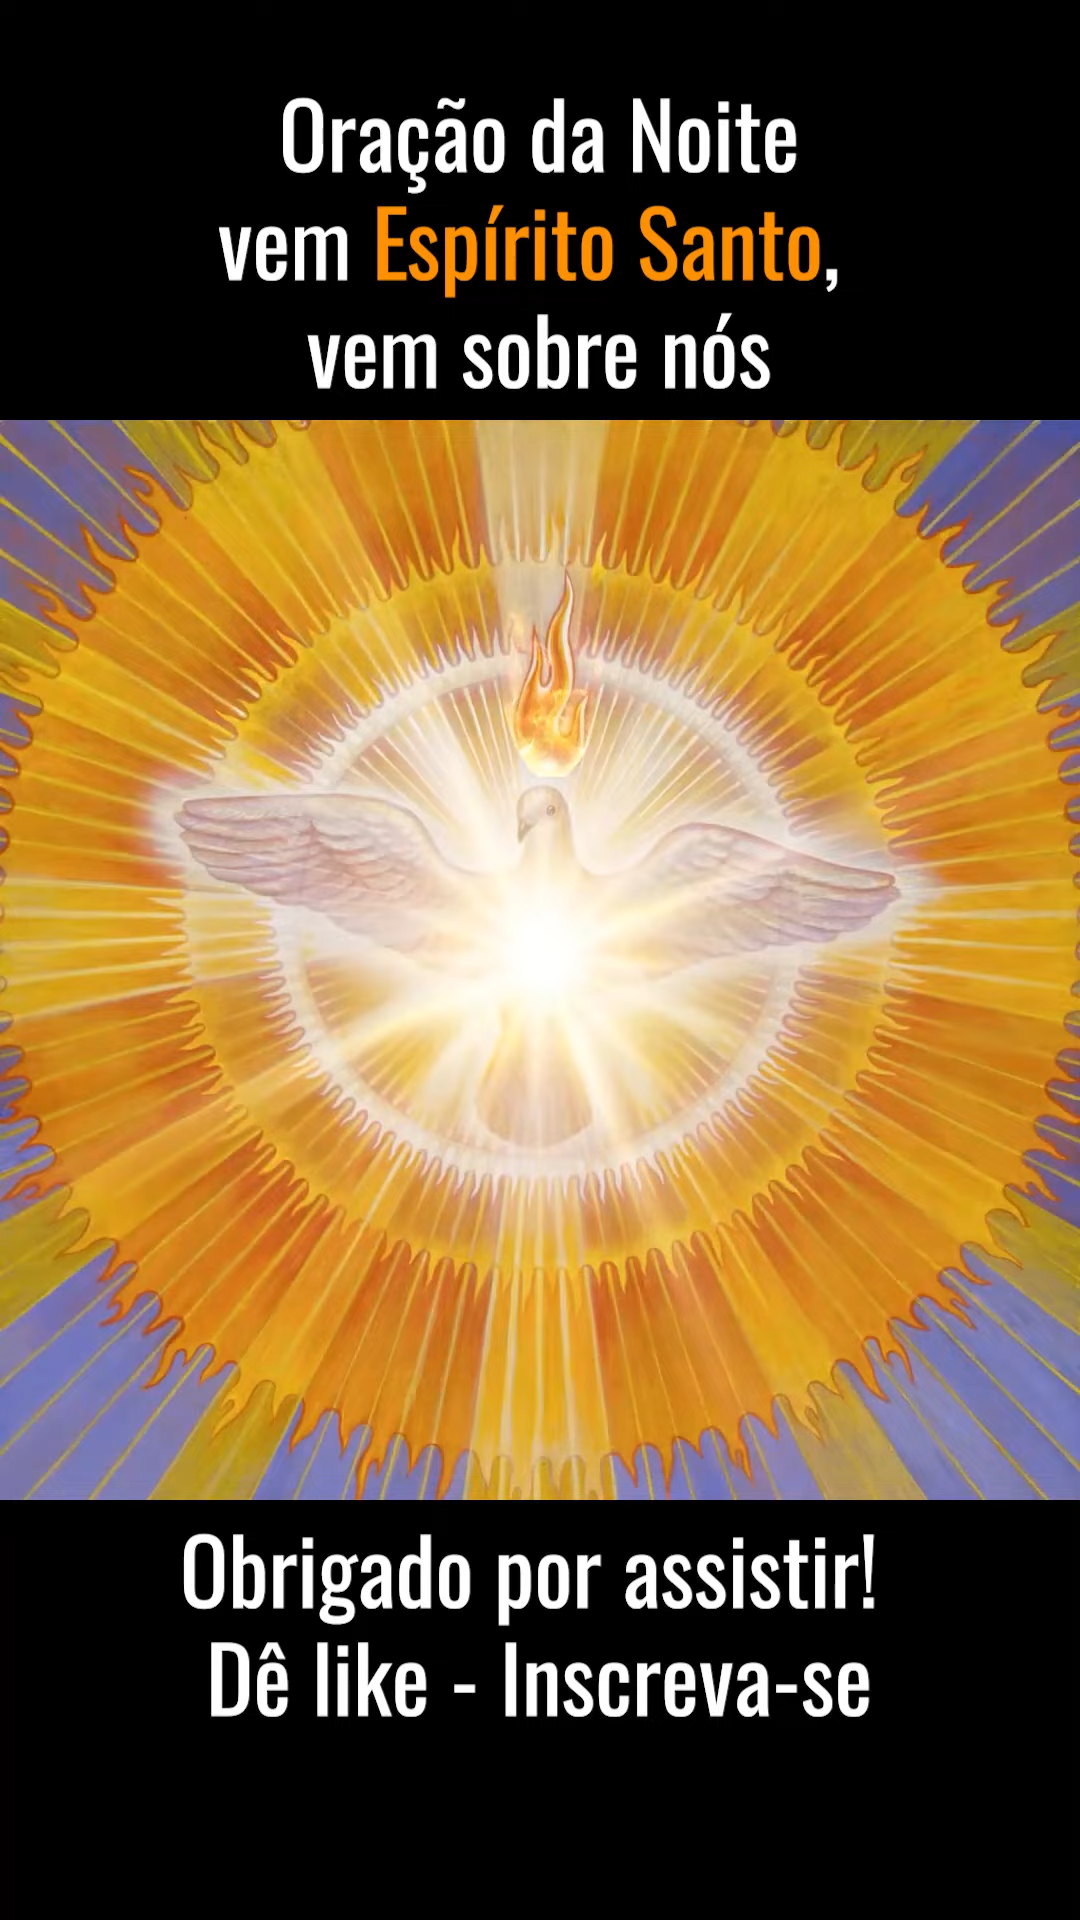 Oração da Noite
vem Espírito Santo,
vem sobre nós
Obrigado por assistir!
Dê like - Inscreva-se